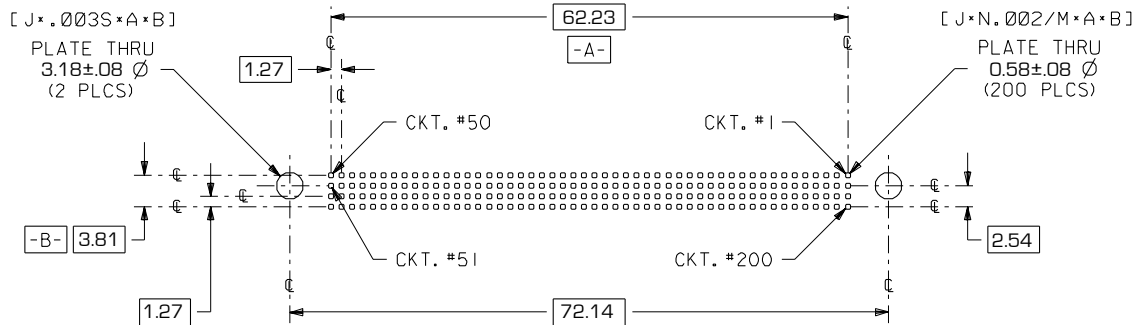 [J*.003S*A*B]
PLATE THRU
3.18±.08 Ø
(2 PLCS)
1.27
62.23
-A-
[J*N.002/M*A*B]
PLATE THRU
0.58±.08 Ø
(200 PLCS)
CKT. #50
CKT. #1
-B- 3.81
CKT. #51
CKT. #200
2.54
1.27
72.14